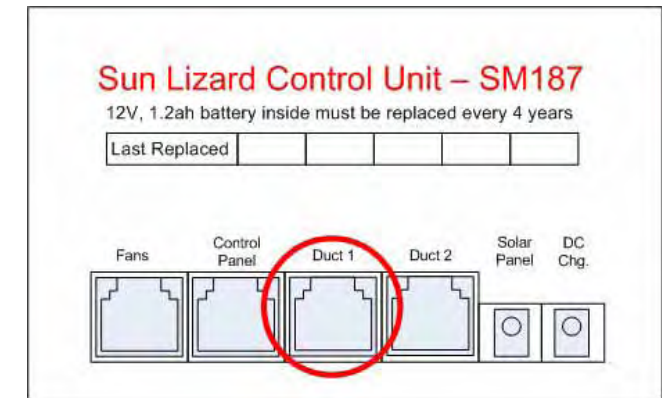 Sun Lizard Control Unit – SM187
12V, 1.2ah battery inside must be replaced every 4 years
Last Replaced
Fans
Control
Panel
Duct 1
Duct 2
Solar
Panel
DC
Chg.